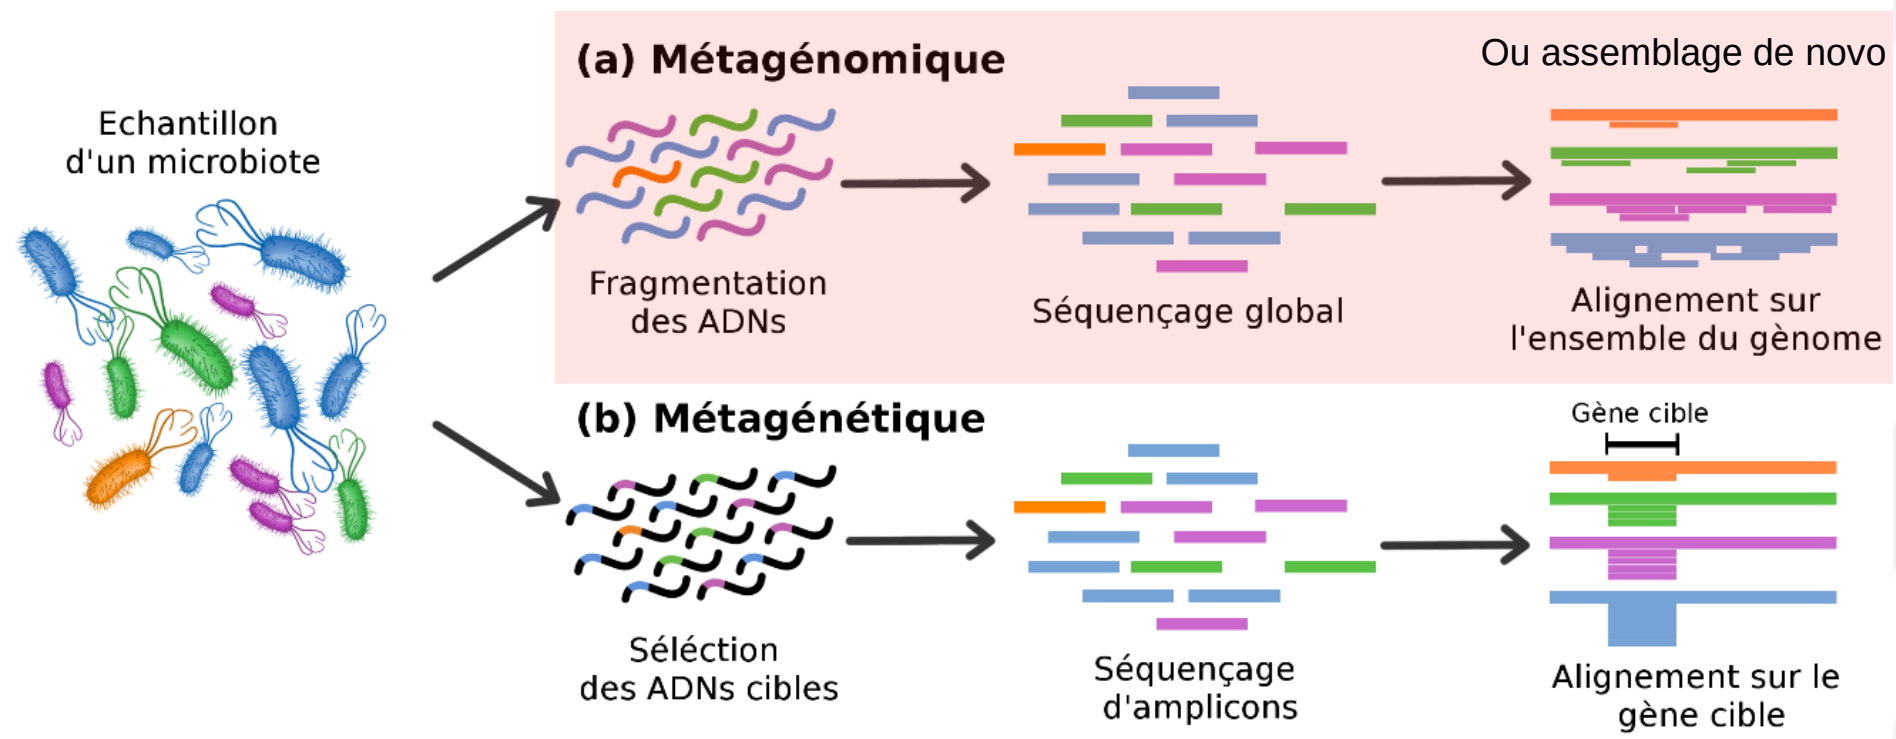 Echantillon
d'un microbiote
(a) Métagénomique
Ou assemblage de novo
Fragmentation
des ADNs
Séquençage global
Alignement sur
l'ensemble du gènome
(b) Métagénétique
Gène cible
Séléction
des ADNs cibles
Séquençage
d'amplicons
Alignement sur le
gène cible